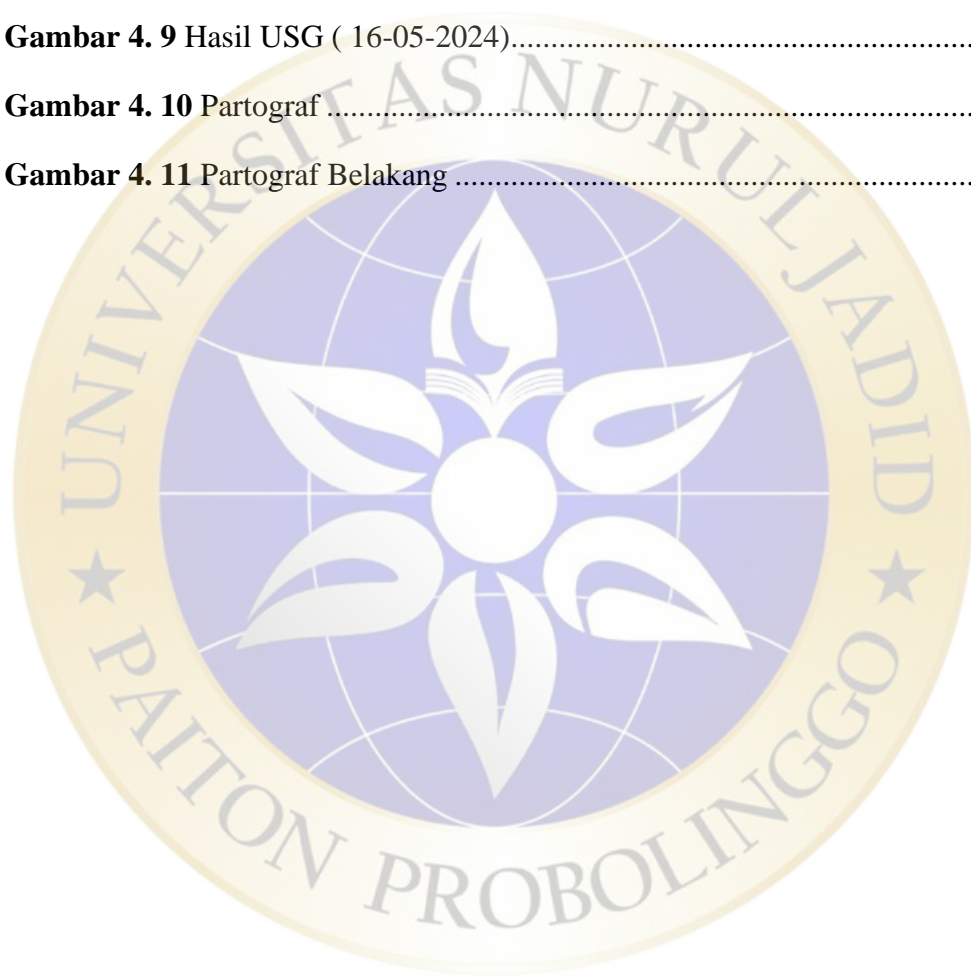 Gambar 4. 9 Hasil USG ( 16-05-2024)..........................................................
Gambar 4. 10 Partograf .................................................................................
Gambar 4. 11 Partograf Belakang .................................................................
UNIVERSITAS NURUL JADID
★ PAITON PROBOLINGGO ★